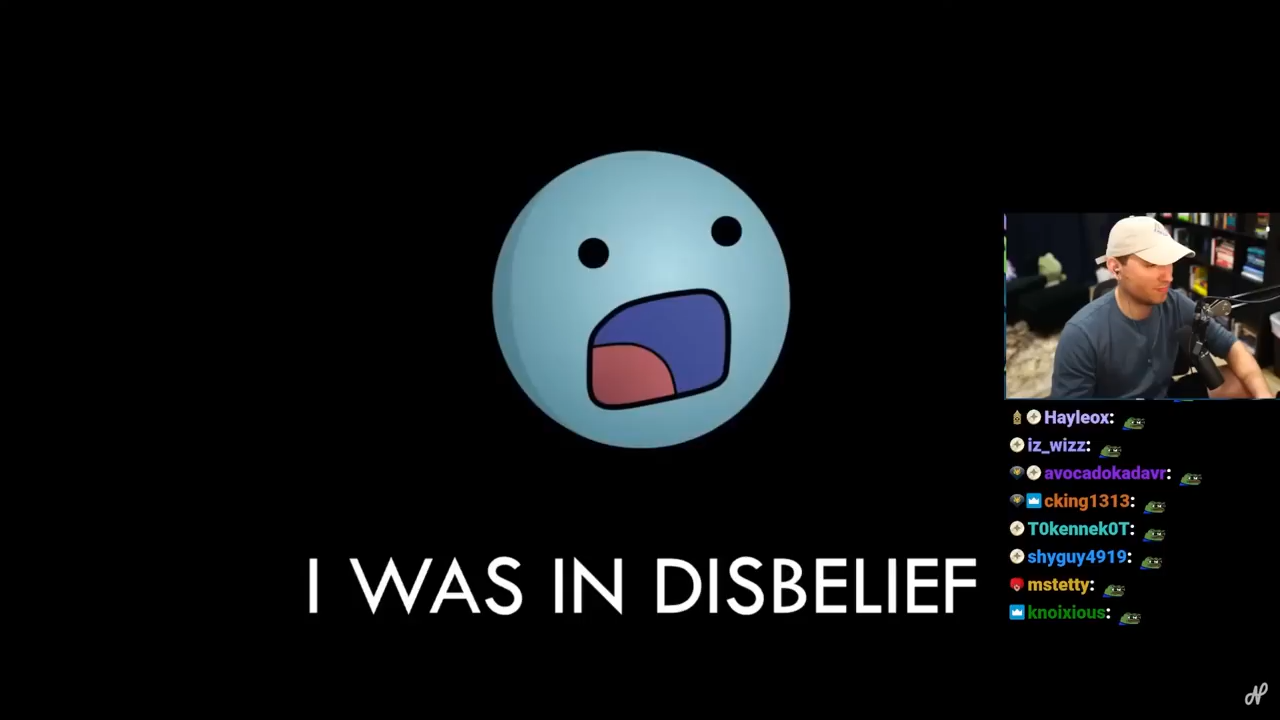 I WAS IN DISBELIEF
Hayleox:
iz_wizz:
avocadokadavr:
cking1313:
T0kennek0T:
shyguy4919:
mstetty:
knoixious: